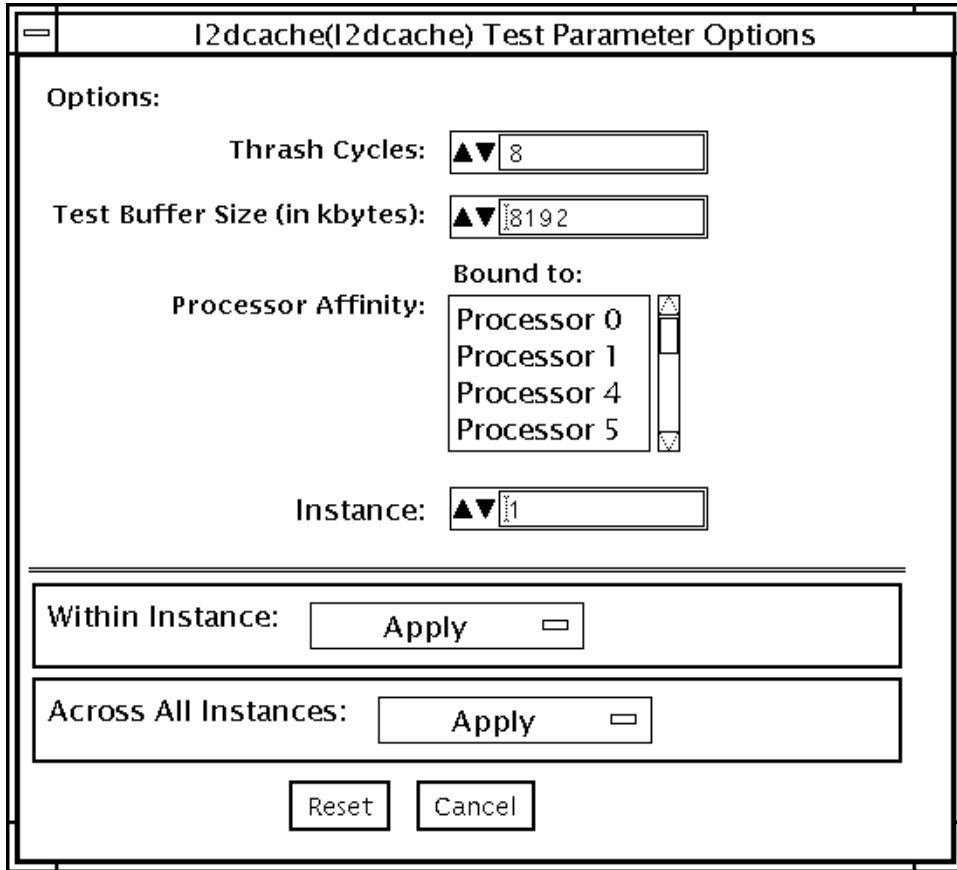 l2dcache(l2dcache) Test Parameter Options
Options:
Thrash Cycles: 8
Test Buffer Size (in kbytes): 8192
Bound to:
Processor Affinity:
Processor 0
Processor 1
Processor 4
Processor 5
Instance: 1
Within Instance: Apply
Across All Instances: Apply
Reset Cancel